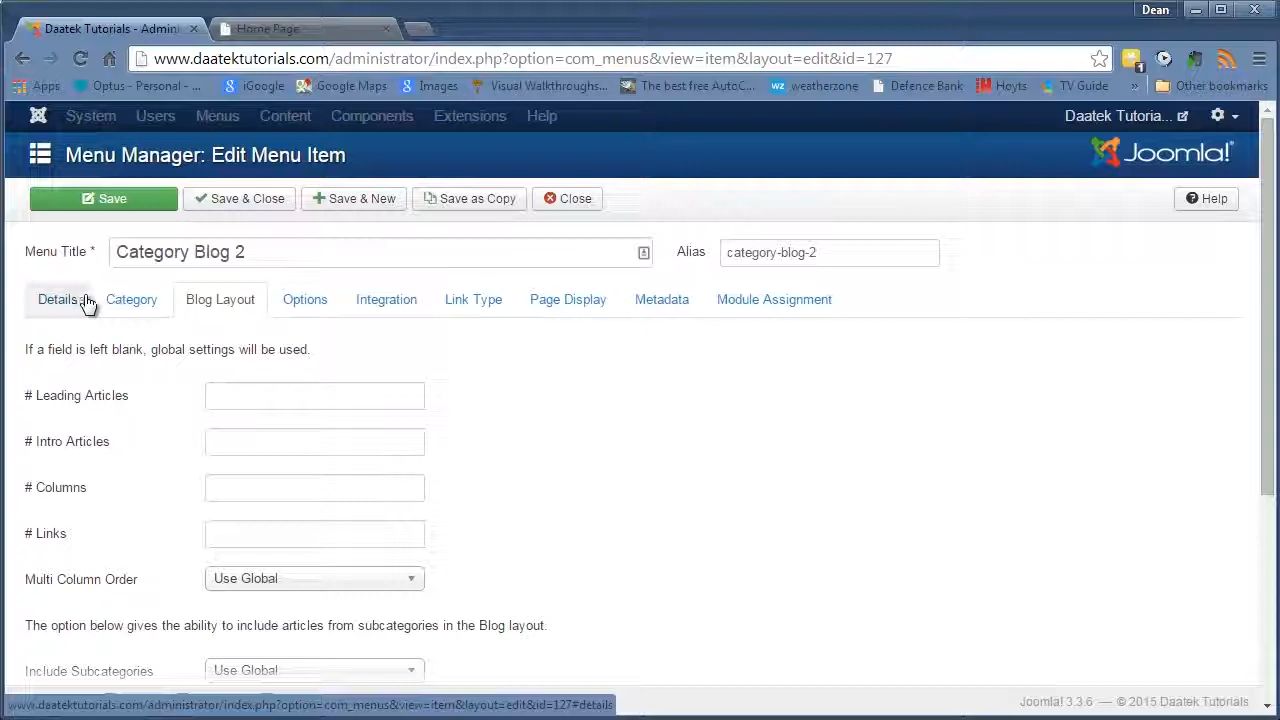 Dean
Daatek Tutorials - Admini
Home Page
www.daatektutorials.com/administrator/index.php?option=com_menus&view=item&layout=edit&id=127
1
Apps
Optus - Personal - ...
iGoogle
Google Maps
Images
Visual Walkthroughs...
The best free AutoC...
wz weatherzone
Defence Bank
Hoyts
TV Guide
»
Other bookmarks
System Users Menus Content Components Extensions Help
Daatek Tutoria...
Menu Manager: Edit Menu Item
Joomla!
Save
Save & Close
Save & New
Save as Copy
Close
Help
Menu Title *
Category Blog 2
Alias
category-blog-2
Details Category Blog Layout Options Integration Link Type Page Display Metadata Module Assignment
If a field is left blank, global settings will be used.
# Leading Articles
# Intro Articles
# Columns
# Links
Multi Column Order
Use Global
The option below gives the ability to include articles from subcategories in the Blog layout.
Include Subcategories
Use Global
www.daatektutorials.com/administrator/index.php?option=com_menus&view=item&layout=edit&id=127#details
Joomla! 3.3.6 — © 2015 Daatek Tutorials